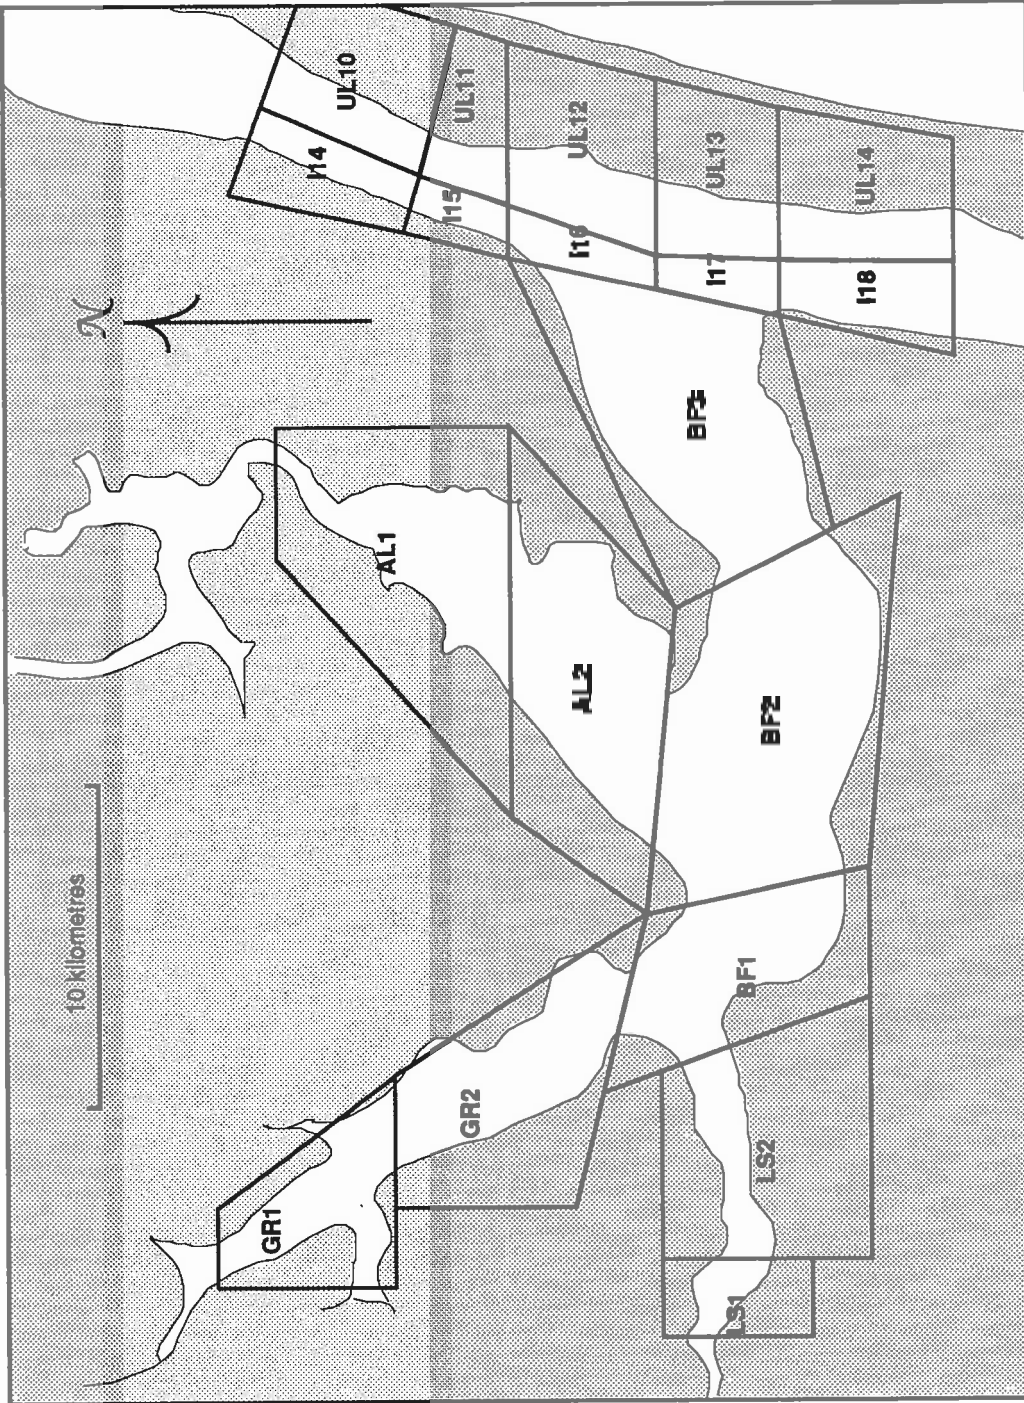 UL10
I14
UL11
I15
UL12
I16
UL13
I17
UL14
I18
N
BF3
AL1
AL2
BF2
10 kilometres
BF1
GR2
GR1
LS2
LS1